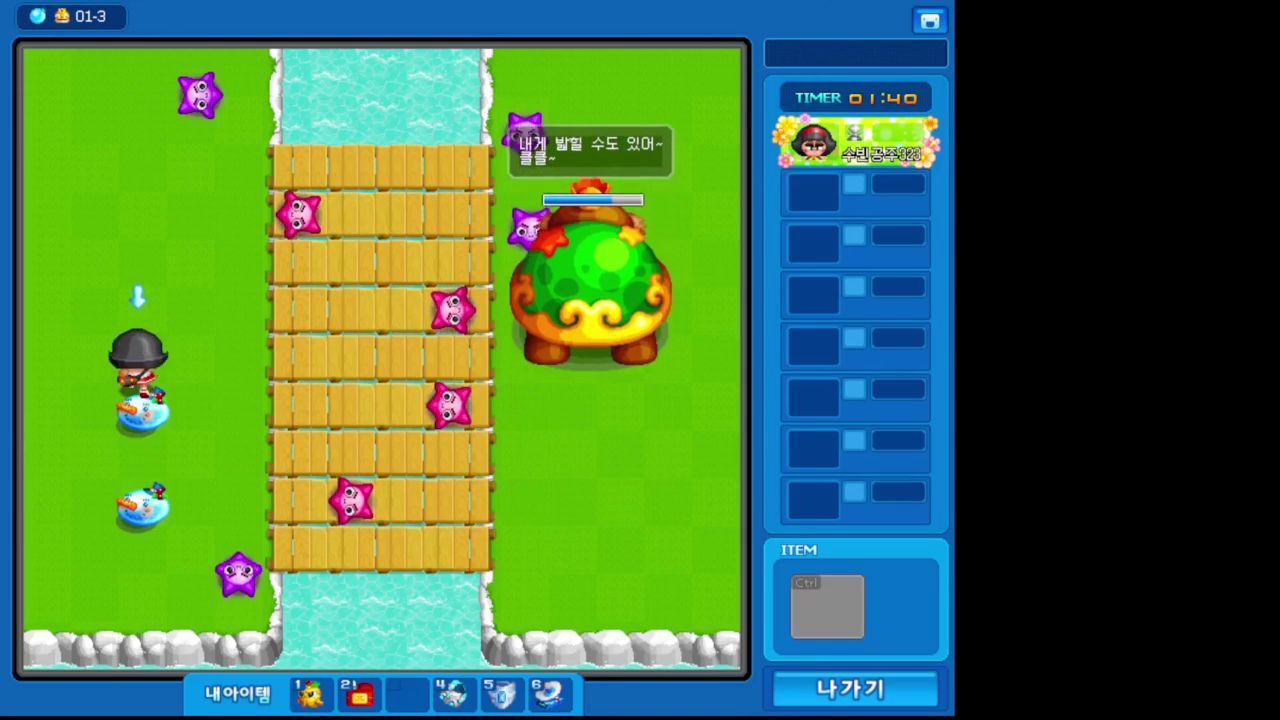 01-3
TIMER 01:40
수빈공주323
내게 밟힐 수도 있어~
클클~
ITEM
Ctrl
내아이템
1
2
4
5
6
나가기